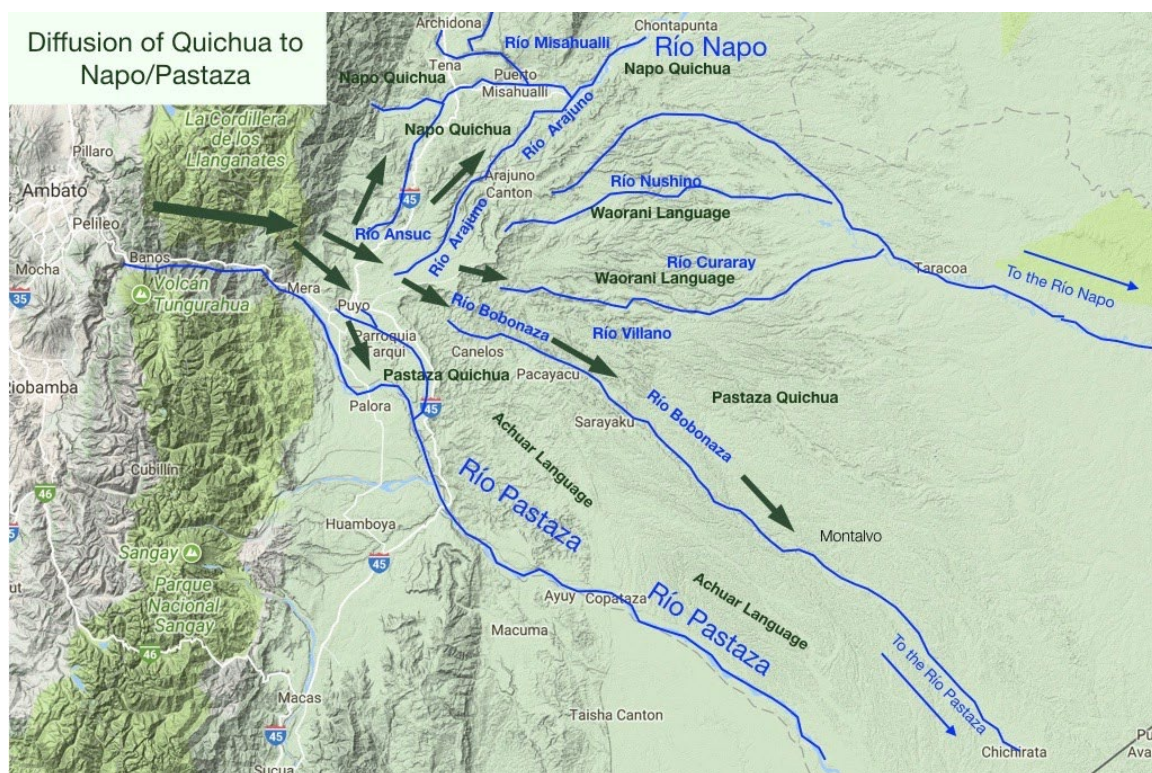 Diffusion of Quichua to
Napo/Pastaza
Archidona
Chontapunta
Río Misahualli
Río Napo
Tena
Napo Quichua
Puerto
Misahualli
Napo Quichua
La Cordillera
de los
Llanganates
Napo Quichua
Río Arajuno
Pillaro
Ambato
Pelileo
Arajuno
Canton
45
Río Nushino
Waorani Language
Río Ansuc
Río Arajuno
Banos
Mocha
35
Volcán
Tungurahua
Mera
Puyo
Río Curaray
Waorani Language
Taracoa
To the Río Napo
Río Bobonaza
Río Villano
Parroquia
Tarqui
Canelos
Pastaza Quichua
Pacayacu
Riobamba
Palora
45
Pastaza Quichua
Río Bobonaza
Sarayaku
Achuar Language
Río Pastaza
Cubillín
46
Huamboya
Montalvo
Sangay
45
Parque
Nacional
Sangay
46
Ayuy
Copataza
Achuar Language
Río Pastaza
Macuma
To the Río Pastaza
Macas
45
Taisha Canton
Chichirata
Sucua